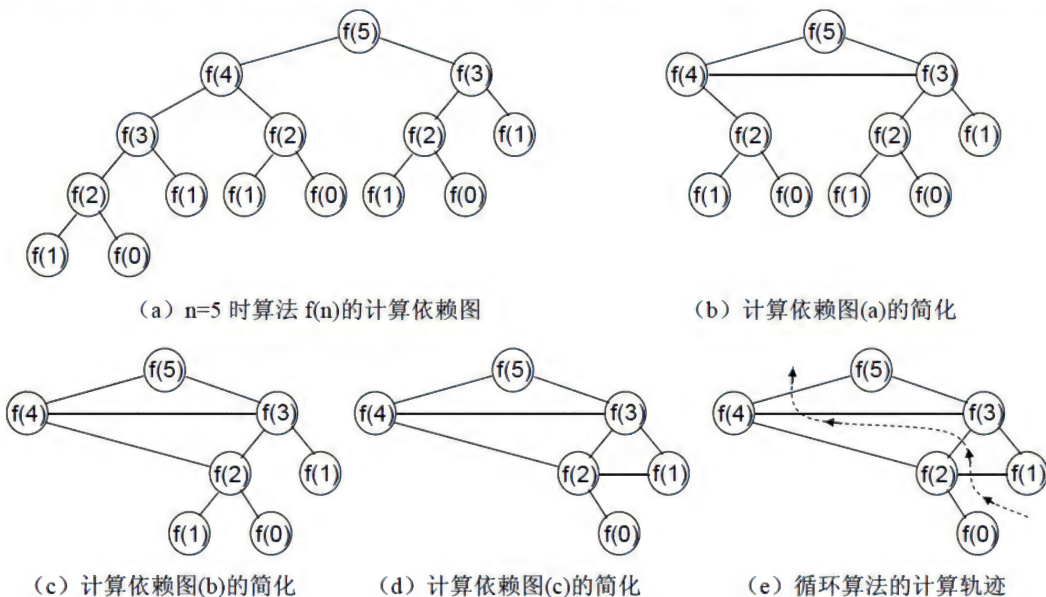 f(5)
f(4) f(3)
f(3) f(2) f(2) f(1)
f(2) f(1) f(1) f(0) f(1) f(0)
f(1) f(0)
（a）n=5 时算法 f(n)的计算依赖图
f(5)
f(4) f(3)
f(2) f(2) f(1)
f(1) f(0) f(1) f(0)
（b）计算依赖图(a)的简化
f(5)
f(4) f(3)
f(2) f(1)
f(1) f(0)
（c）计算依赖图(b)的简化
f(5)
f(4) f(3)
f(2) f(1)
f(0)
（d）计算依赖图(c)的简化
f(5)
f(4) f(3)
f(2) f(1)
f(0)
（e）循环算法的计算轨迹